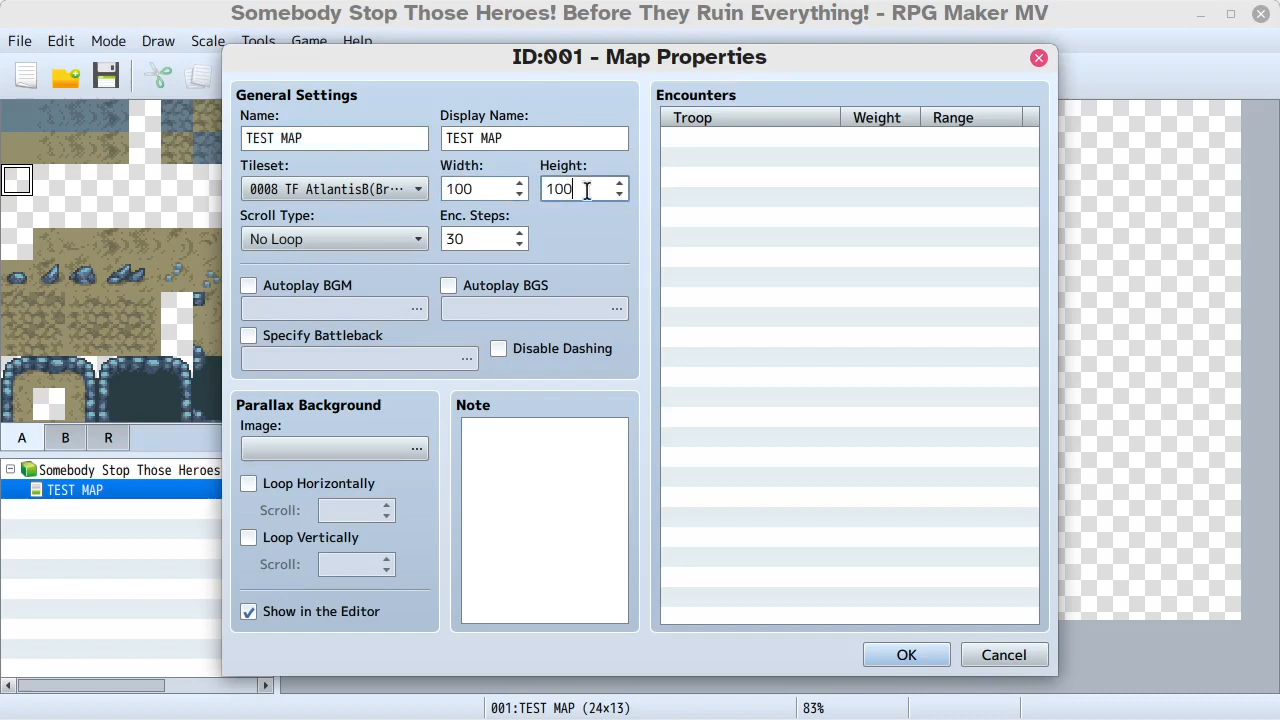 Somebody Stop Those Heroes! Before They Ruin Everything! - RPG Maker MV
File Edit Mode Draw Scale Tools Game Help
ID:001 - Map Properties
General Settings
Name:
Display Name:
TEST MAP
TEST MAP
Tileset:
Width:
Height:
0008 TF AtlantisB(Br···
100
100
Scroll Type:
Enc. Steps:
No Loop
30
Autoplay BGM
Autoplay BGS
...
...
Specify Battleback
Disable Dashing
...
Parallax Background
Image:
...
Loop Horizontally
Scroll:
Loop Vertically
Scroll:
Show in the Editor
Note
Encounters
Troop Weight Range
OK
Cancel
A B R
Somebody Stop Those Heroes
TEST MAP
001:TEST MAP (24x13)
83%